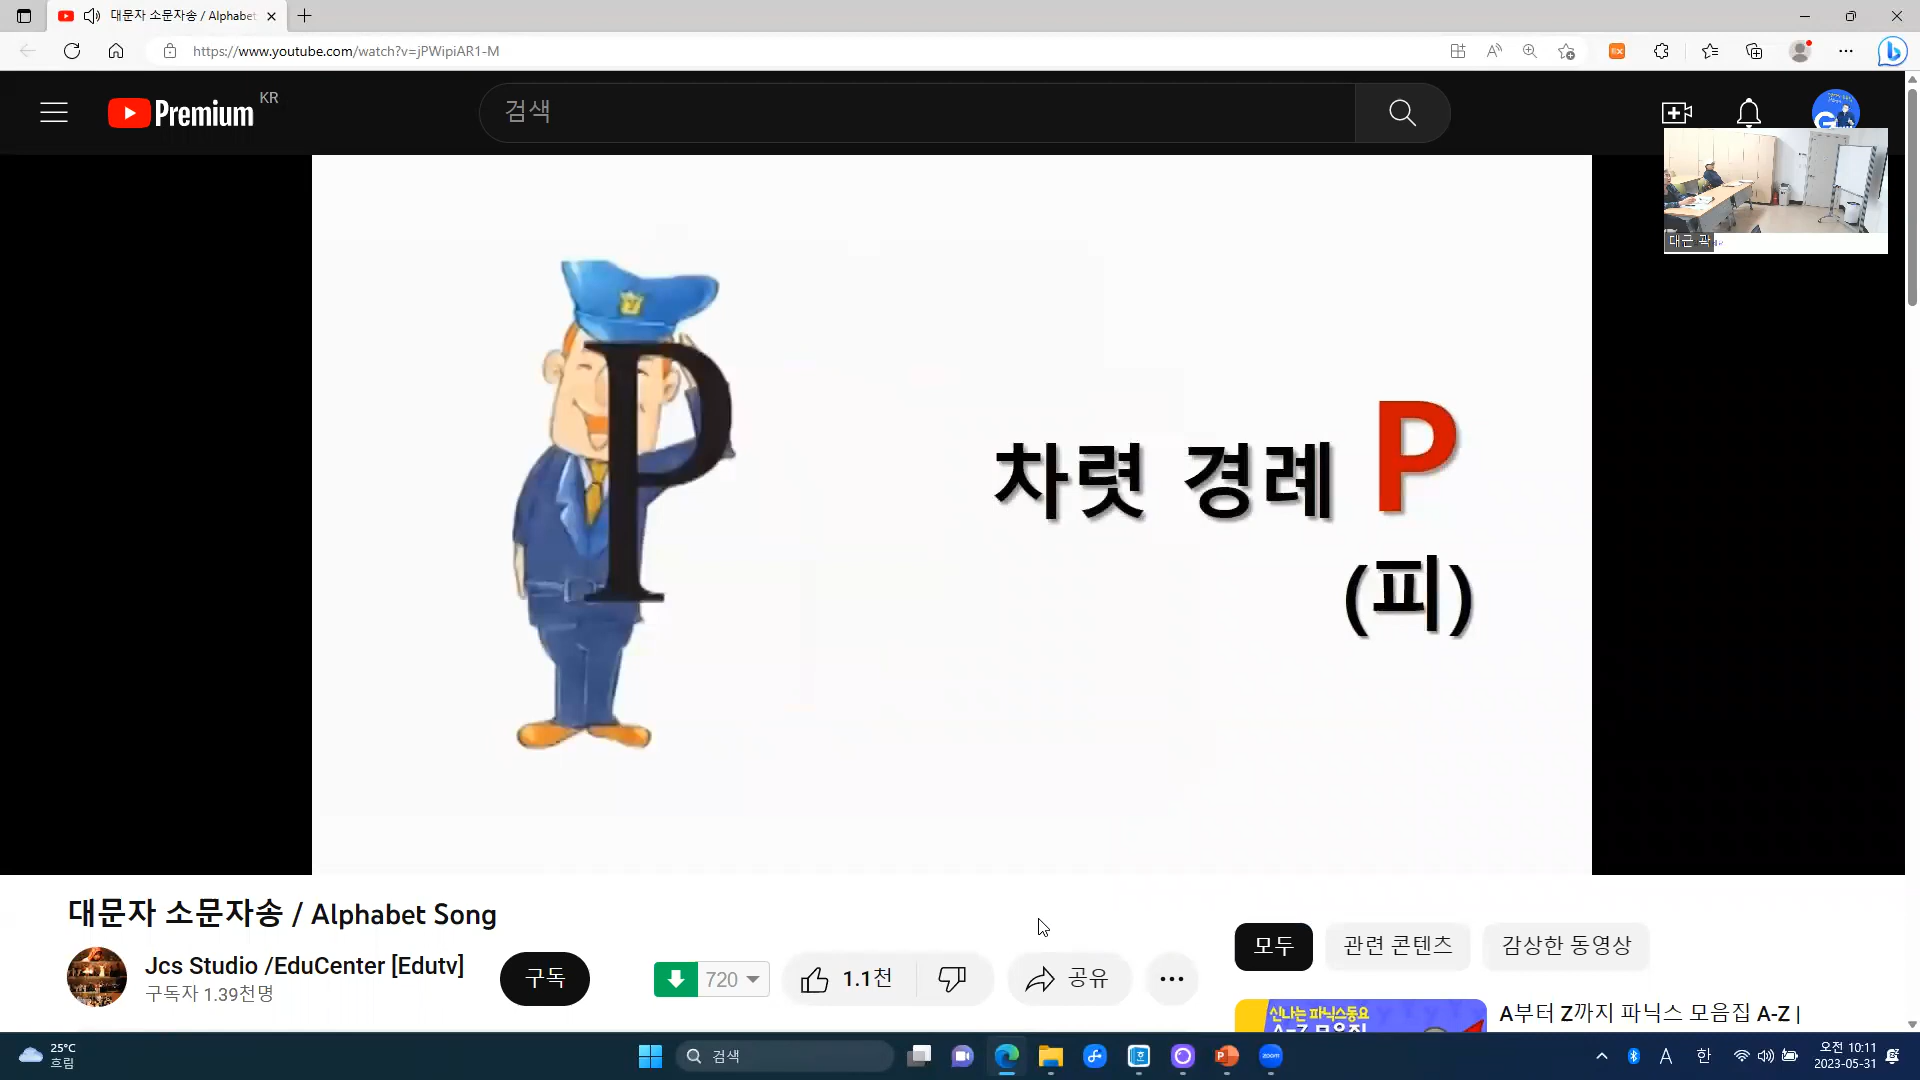 대문자 소문자송 / Alphabet
https://www.youtube.com/watch?v=jPWipiAR1-M
Premium KR
검색
대근 곽
P
차렷 경례 P
(피)
대문자 소문자송 / Alphabet Song
Jcs Studio /EduCenter [Edutv]
구독자 1.39천명
구독
720
1.1천
공유
모두
관련 콘텐츠
감상한 동영상
신나는 파닉스동요
A-Z 모음집
A부터 Z까지 파닉스 모음집 A-Z |
25°C
흐림
검색
zoom
A
한
오전 10:11
2023-05-31